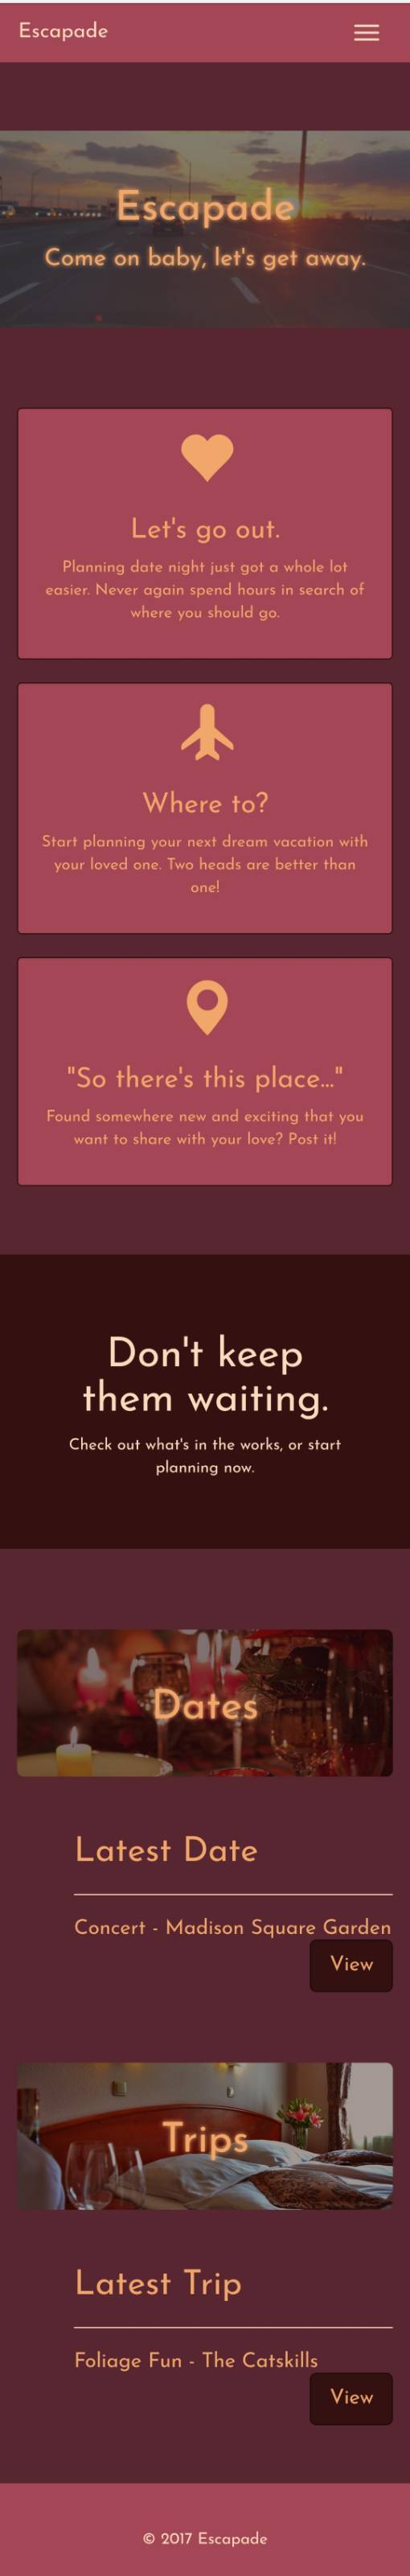 Escapade
Escapade
Come on baby, let's get away.
Let's go out.
Planning date night just got a whole lot
easier. Never again spend hours in search of
where you should go.
Where to?
Start planning your next dream vacation with
your loved one. Two heads are better than
one!
"So there's this place..."
Found somewhere new and exciting that you
want to share with your love? Post it!
Don't keep
them waiting.
Check out what's in the works, or start
planning now.
Dates
Latest Date
Concert - Madison Square Garden
View
Trips
Latest Trip
Foliage Fun - The Catskills
View
© 2017 Escapade